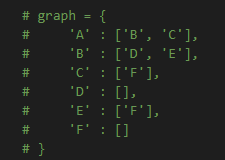 # graph = {
#     'A' : ['B', 'C'],
#     'B' : ['D', 'E'],
#     'C' : ['F'],
#     'D' : [],
#     'E' : ['F'],
#     'F' : []
# }